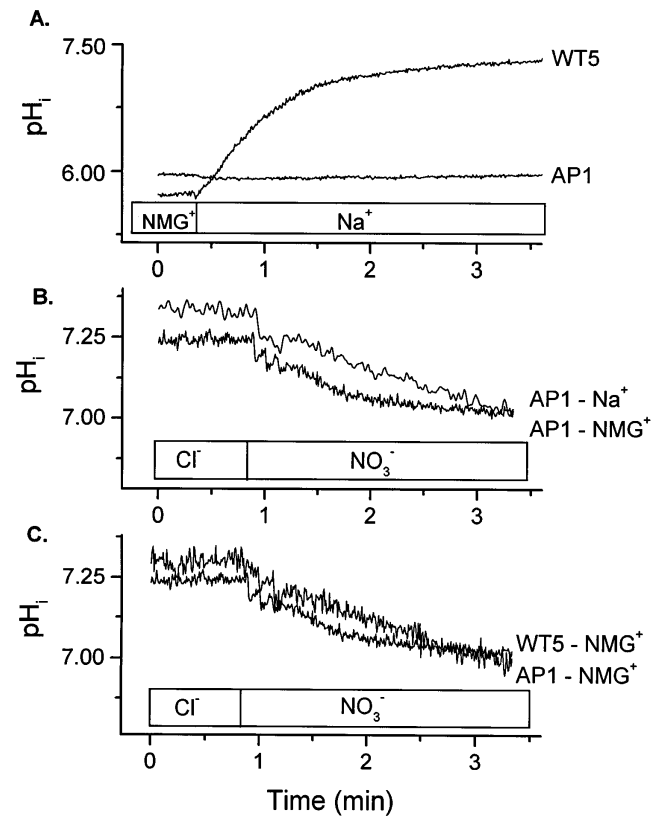 A.
7.50
WT5
pHi
6.00
AP1
NMG+
Na+
0 1 2 3
B.
7.25
pHi
AP1 - Na+
7.00
AP1 - NMG+
Cl-
NO3-
0 1 2 3
C.
7.25
pHi
WT5 - NMG+
7.00
AP1 - NMG+
Cl-
NO3-
0 1 2 3
Time (min)